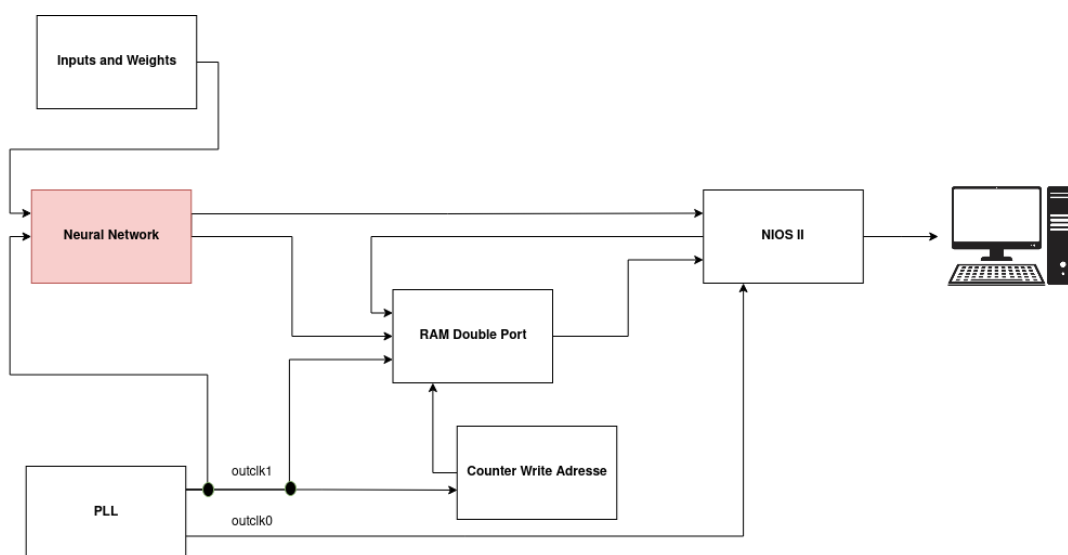 Inputs and Weights
Neural Network
NIOS II
RAM Double Port
Counter Write Adresse
outclk1
PLL
outclk0